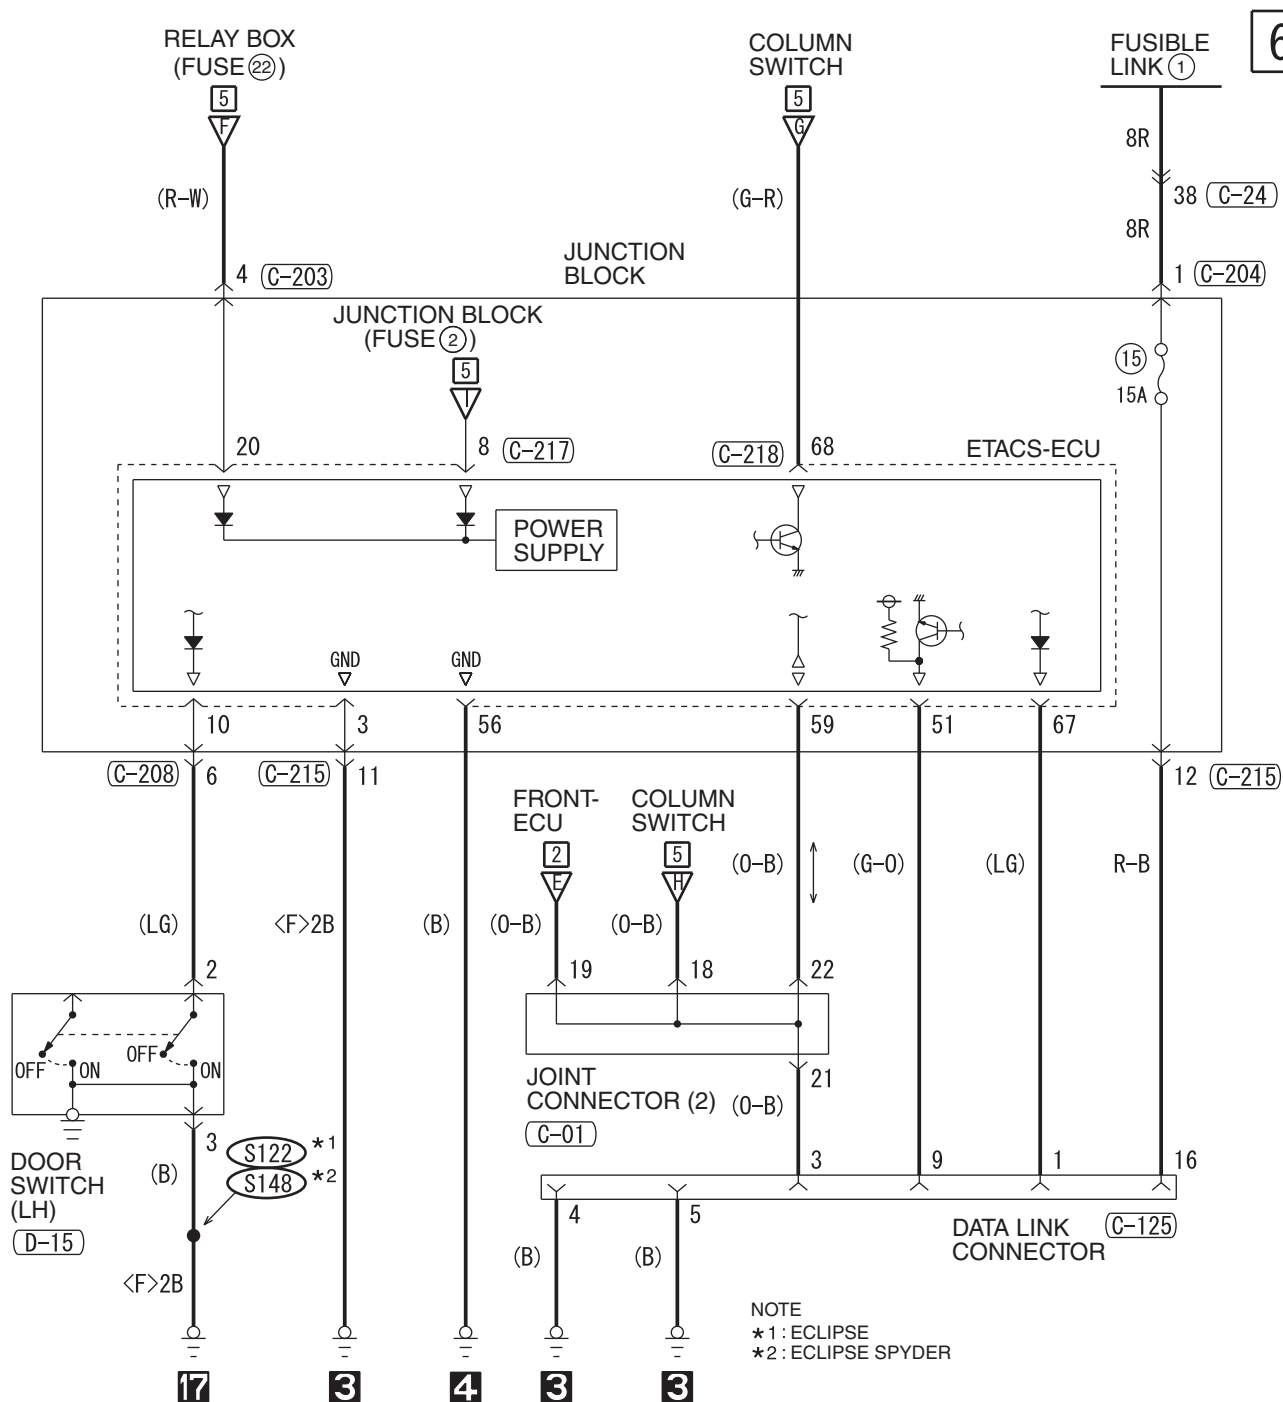 RELAY BOX
(FUSE 22)
5
F
(R-W)
4 C-203
COLUMN
SWITCH
5
G
(G-R)
FUSIBLE
LINK 1
6
8R
38 C-24
8R
1 C-204
JUNCTION
BLOCK
JUNCTION BLOCK
(FUSE 2)
5
I
15
15A
20
8 C-217
C-218 68
ETACS-ECU
POWER
SUPPLY
GND
GND
10
3
56
59
51
67
C-208 6
C-215 11
12 C-215
FRONT-
ECU
2
E
COLUMN
SWITCH
5
H
(O-B)
(G-O)
(LG)
R-B
(LG)
<F>2B
(B)
(O-B)
(O-B)
2
19
18
22
OFF
ON
OFF
ON
JOINT
CONNECTOR (2)
C-01
21
(O-B)
3
DOOR
SWITCH
(LH)
D-15
(B)
S122 *1
S148 *2
3
9
1
16
4
5
DATA LINK
CONNECTOR
C-125
(B)
(B)
<F>2B
NOTE
*1 : ECLIPSE
*2 : ECLIPSE SPYDER
17
3
4
3
3